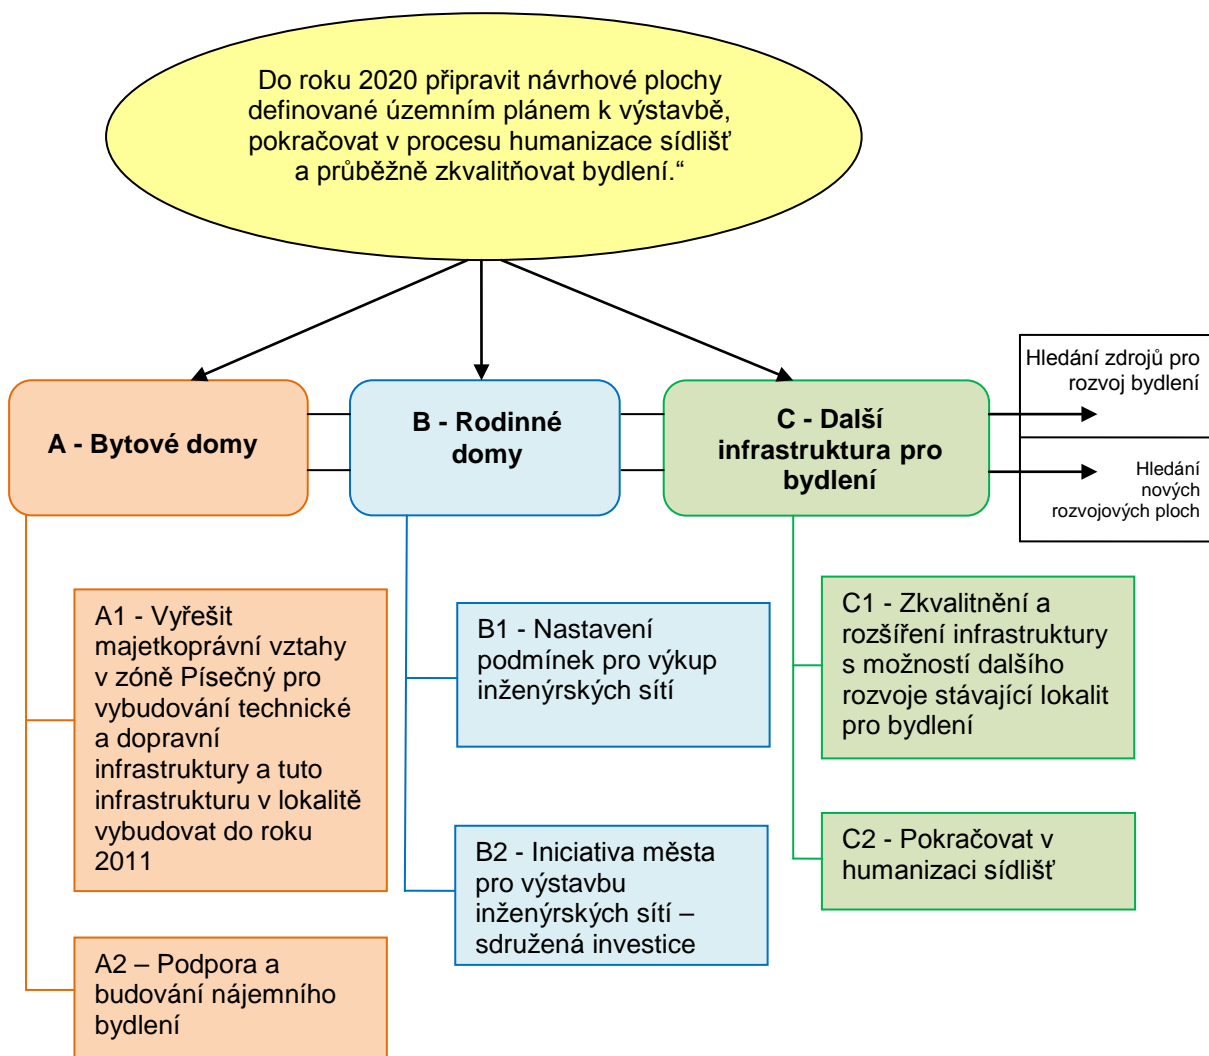 Do roku 2020 připravit návrhové plochy
definované územním plánem k výstavbě,
pokračovat v procesu humanizace sídlišť
a průběžně zkvalitňovat bydlení.“
Hledání zdrojů pro
rozvoj bydlení
A - Bytové domy
B - Rodinné
domy
C - Další
infrastruktura pro
bydlení
Hledání
nových
rozvojových ploch
A1 - Vyřešit
majetkoprávní vztahy
v zóně Písečný pro
vybudování technické
a dopravní
infrastruktury a tuto
infrastrukturu v lokalitě
vybudovat do roku
2011
A2 – Podpora a
budování nájemního
bydlení
B1 - Nastavení
podmínek pro výkup
inženýrských sítí
B2 - Iniciativa města
pro výstavbu
inženýrských sítí –
sdružená investice
C1 - Zkvalitnění a
rozšíření infrastruktury
s možností dalšího
rozvoje stávající lokalit
pro bydlení
C2 - Pokračovat v
humanizaci sídlišť